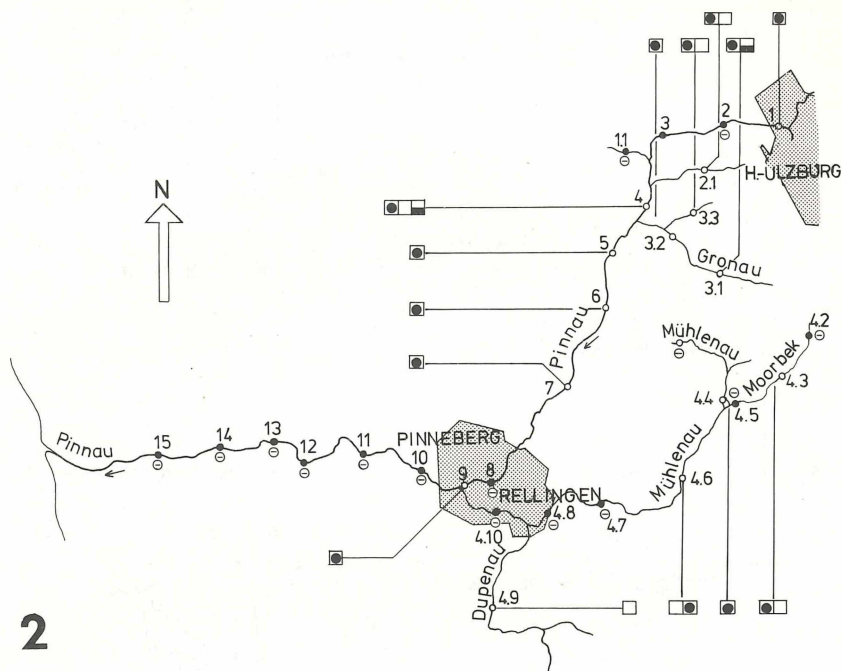 1
2
3
1.1
H.-ULZBURG
2.1
N
3.3
4
3.2
5
Gronau
3.1
6
Pinnau
4.2
Mühlenau
Moorbek
4.3
7
4.4
4.5
Pinnau
15
14
13
12
11
PINNEBERG
10
9
8
RELLINGEN
4.6
Mühlenau
4.7
4.8
4.10
Dupenau
4.9
2